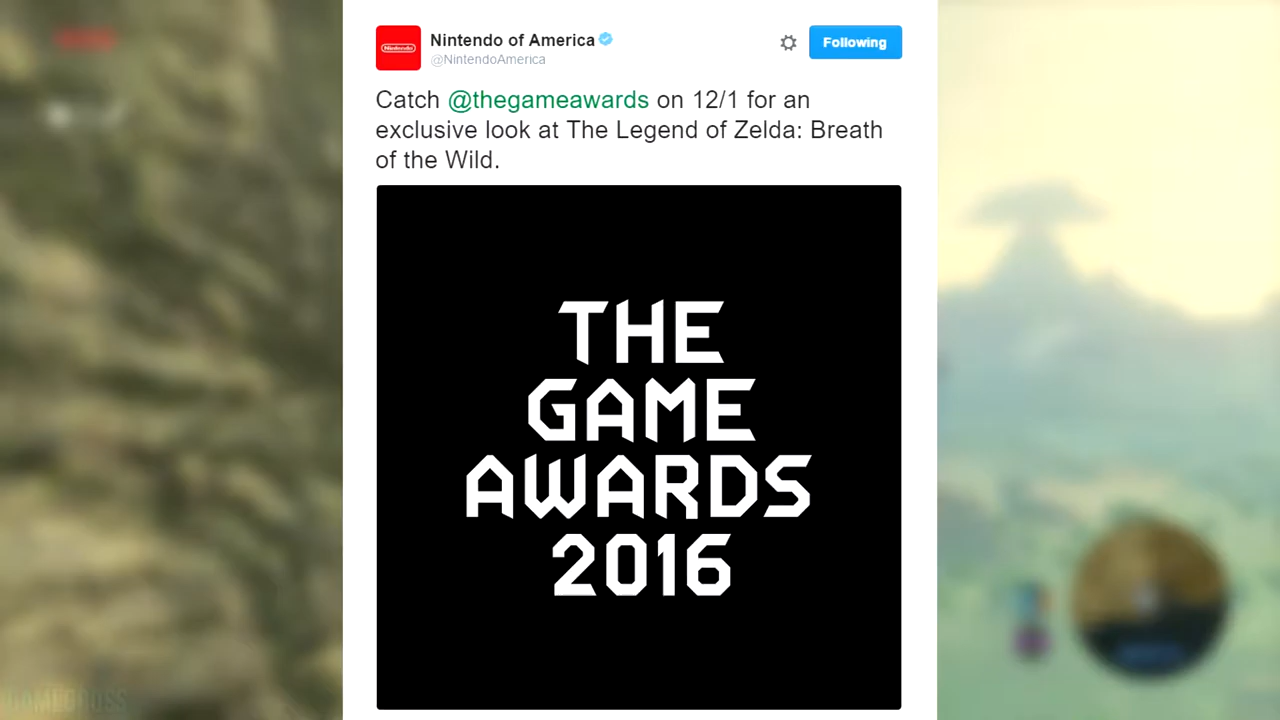 Nintendo of America
@NintendoAmerica
Following
Catch @thegameawards on 12/1 for an
exclusive look at The Legend of Zelda: Breath
of the Wild.
THE
GAME
AWARDS
2016
Nintendo